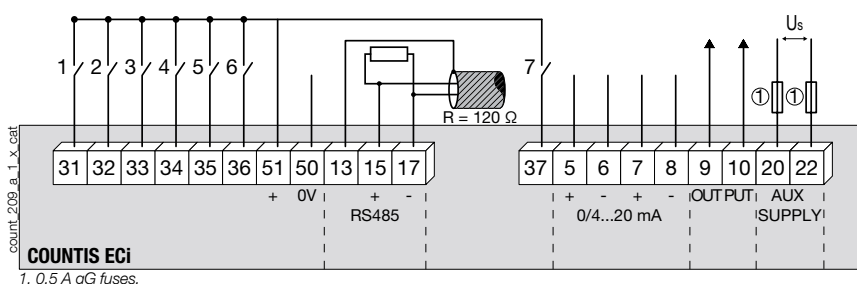 Us
1 2 3 4 5 6 7
① ①
R = 120 Ω
31 32 33 34 35 36 51 50 13 15 17 37 5 6 7 8 9 10 20 22
+ 0V + - + - + - OUTPUT AUX
RS485 0/4...20 mA SUPPLY
COUNTIS ECi
1. 0.5 A gG fuses.
count_209_a_1_x_cat